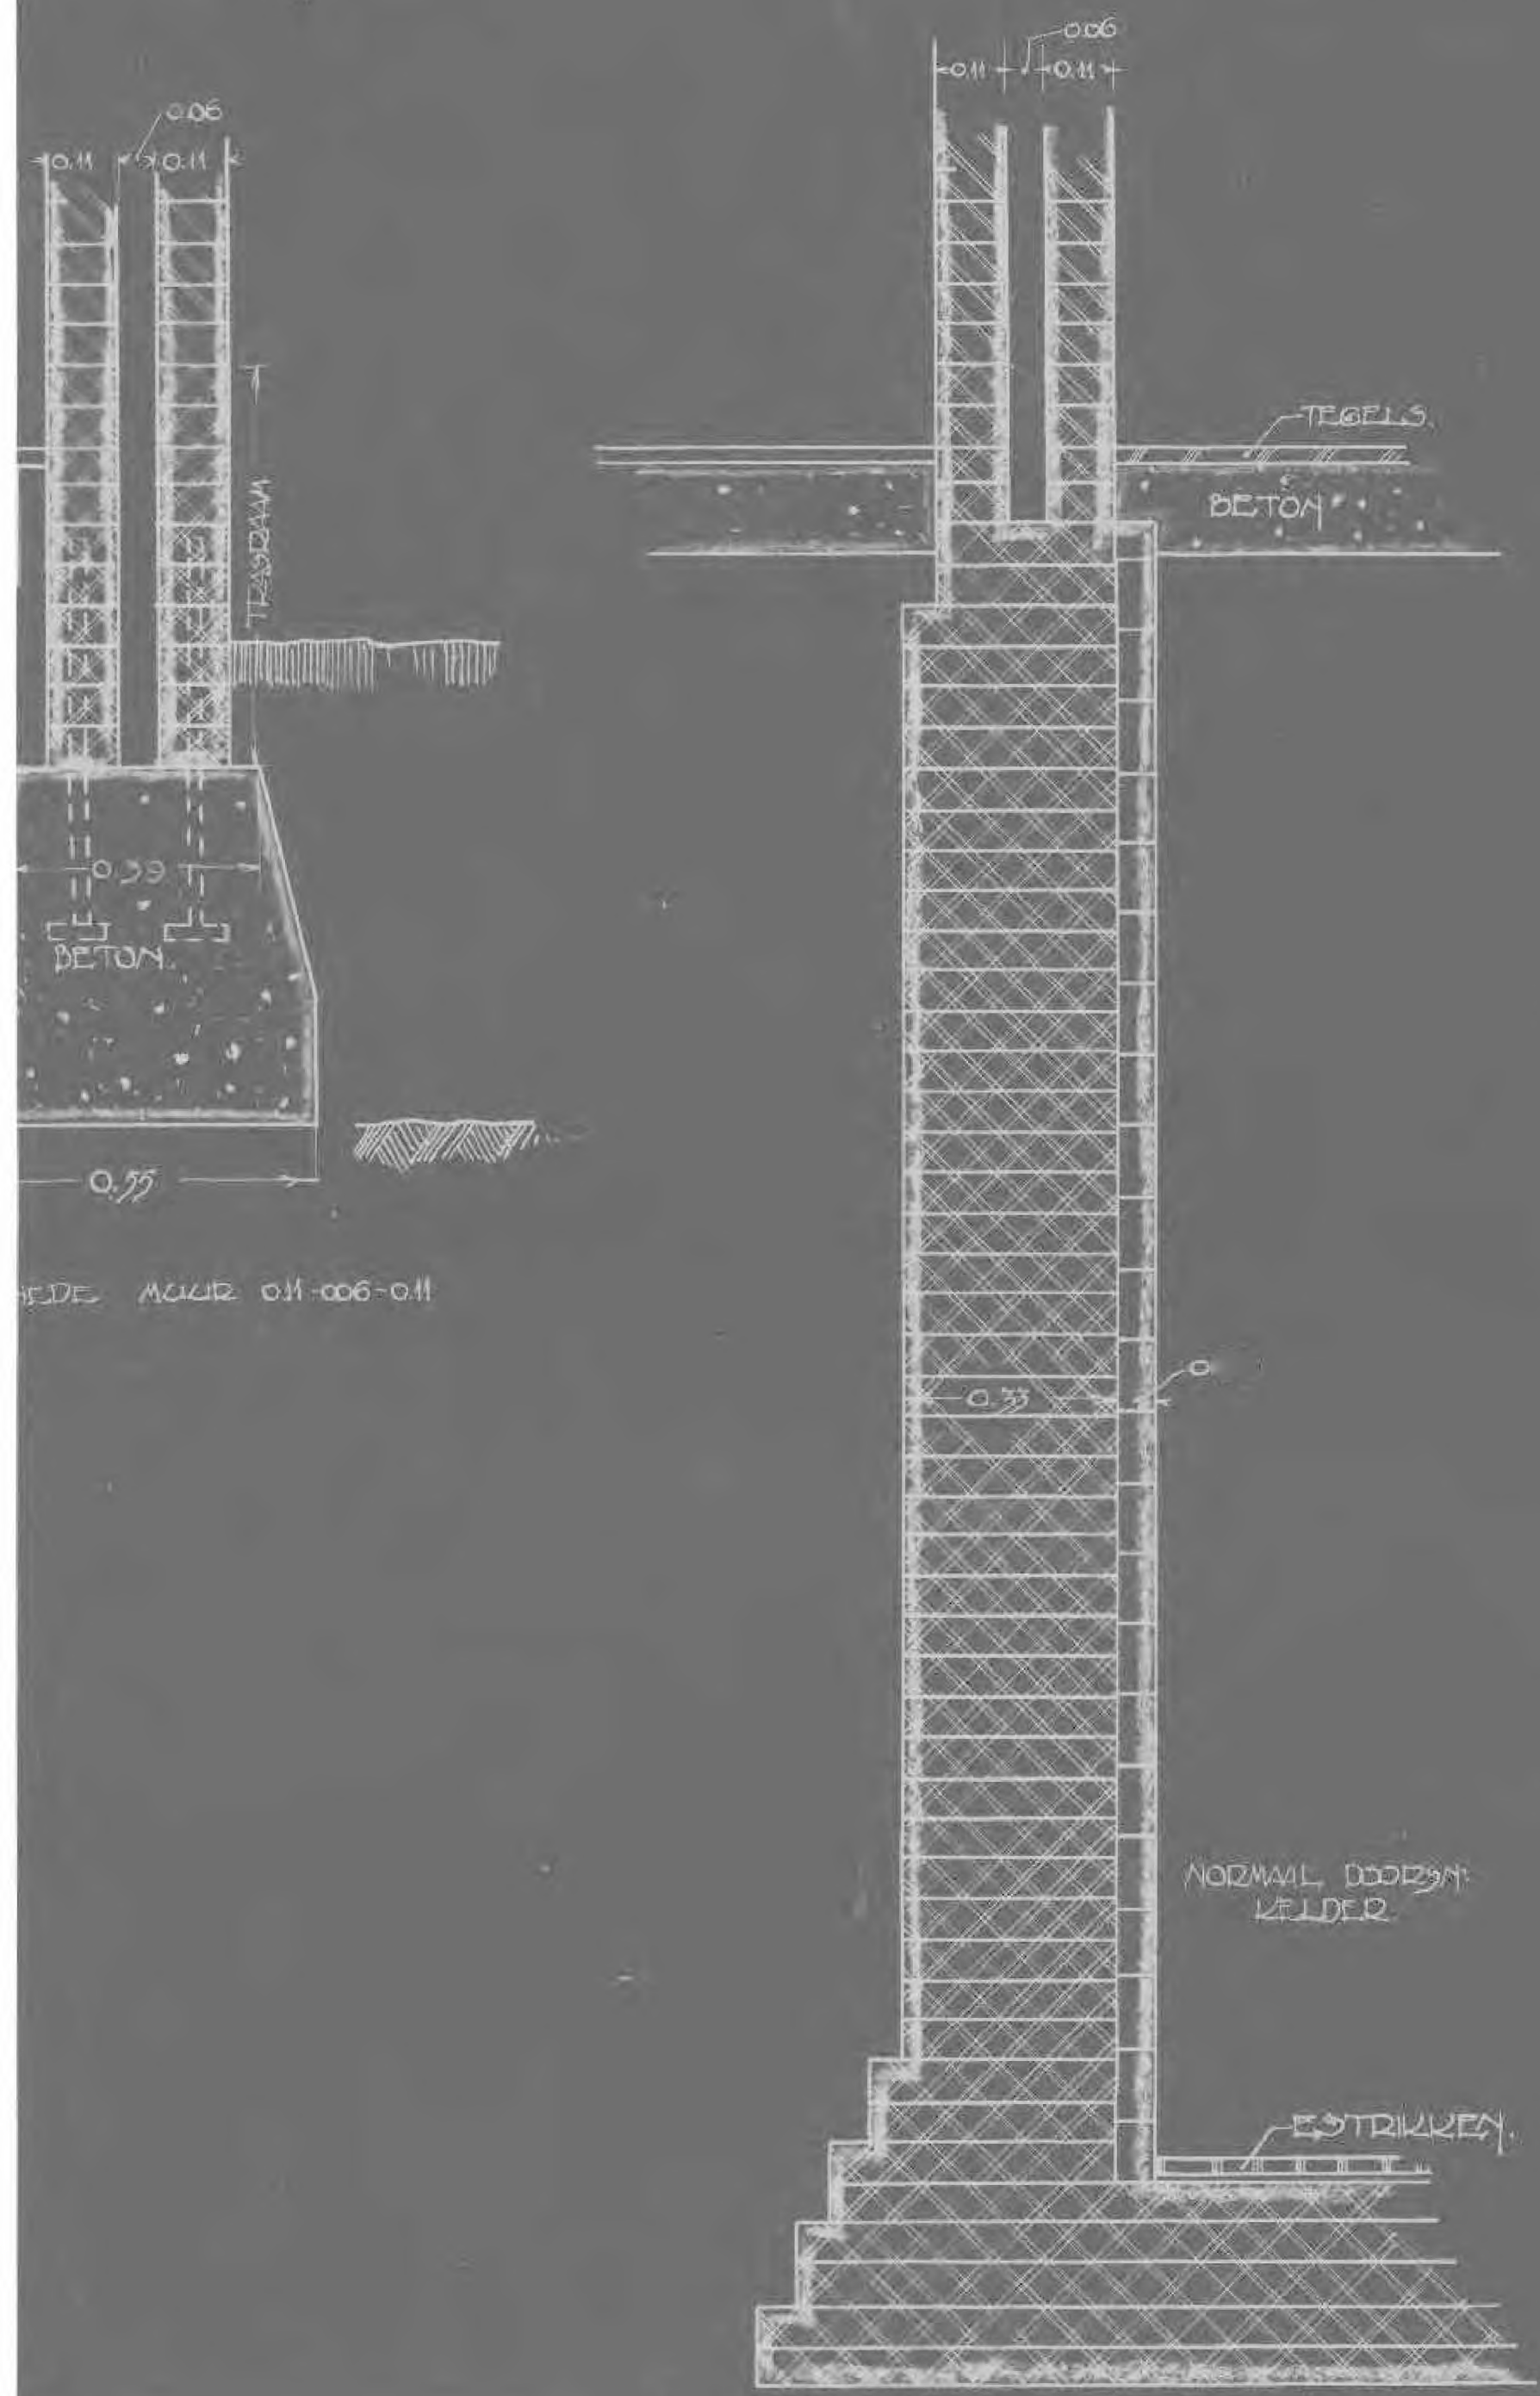 0.06
0.11 0.11
TRASRAAM
0.39
BETON.
0.55
MUUR 0.11-006-0.11
0.06
0.11 0.11
TEGELS.
BETON
0.33
0
NORMAAL DOORSN:
KELDER
ESTRIKKEN.